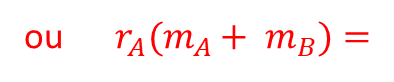 ou r_A(m_A + m_B) =